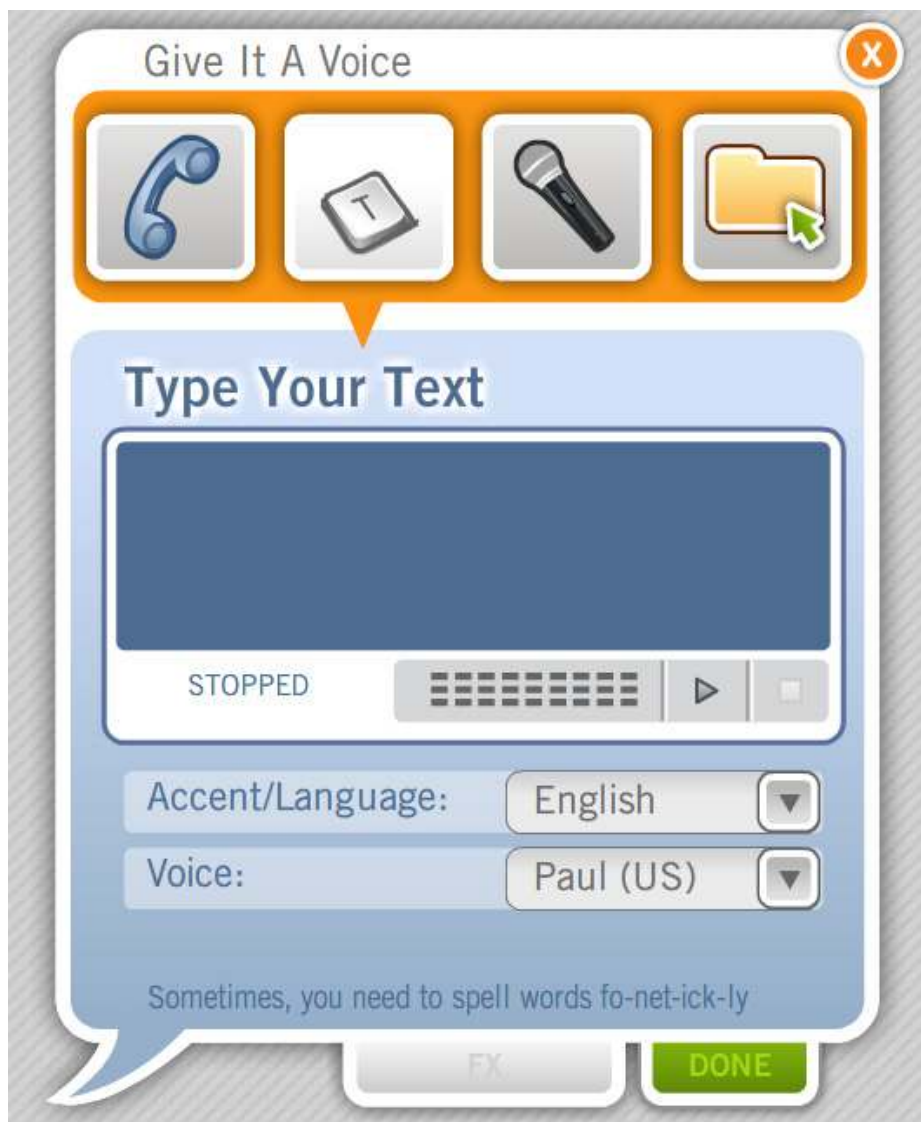 Give It A Voice
X
T
Type Your Text
STOPPED
Accent/Language: English
Voice: Paul (US)
Sometimes, you need to spell words fo-net-ick-ly
FX DONE